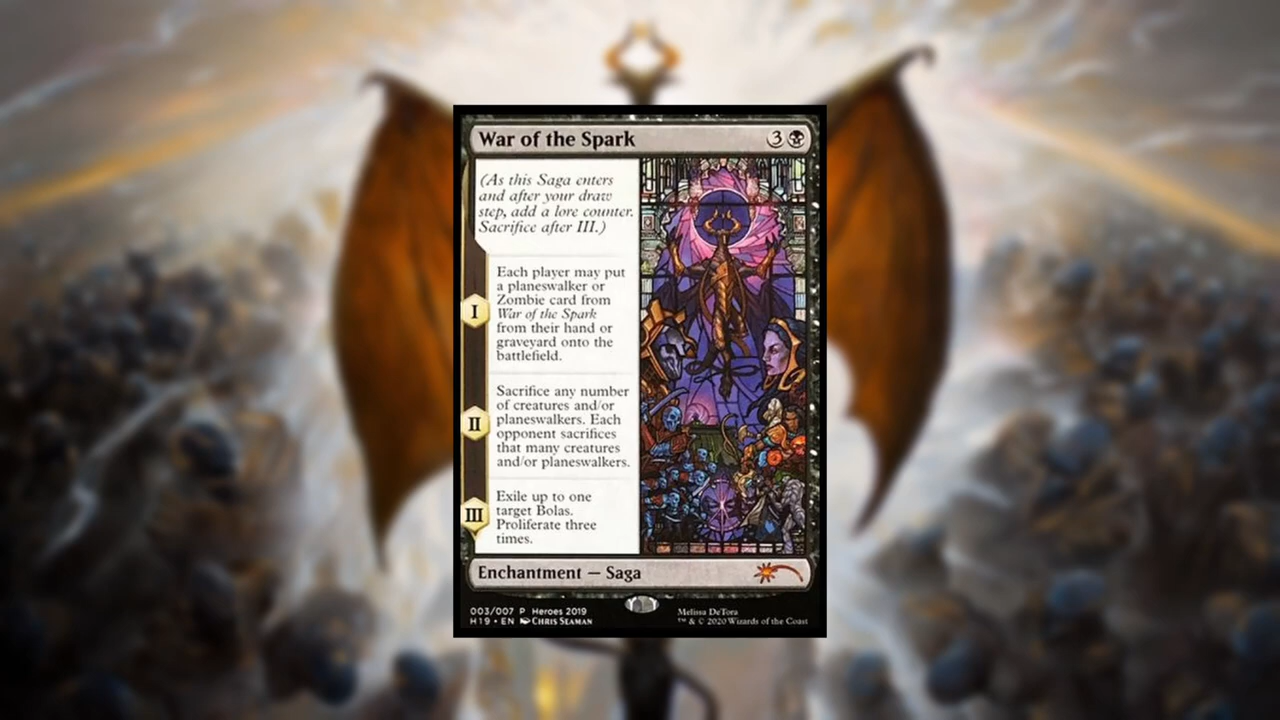 War of the Spark 3
(As this Saga enters
and after your draw
step, add a lore counter.
Sacrifice after III.)
I
Each player may put
a planeswalker or
Zombie card from
War of the Spark
from their hand or
graveyard onto the
battlefield.
II
Sacrifice any number
of creatures and/or
planeswalkers. Each
opponent sacrifices
that many creatures
and/or planeswalkers.
III
Exile up to one
target Bolas.
Proliferate three
times.
Enchantment — Saga
003/007 P Heroes 2019
H19 • EN CHRIS SEAMAN
Melissa DeTora
™ & © 2020 Wizards of the Coast